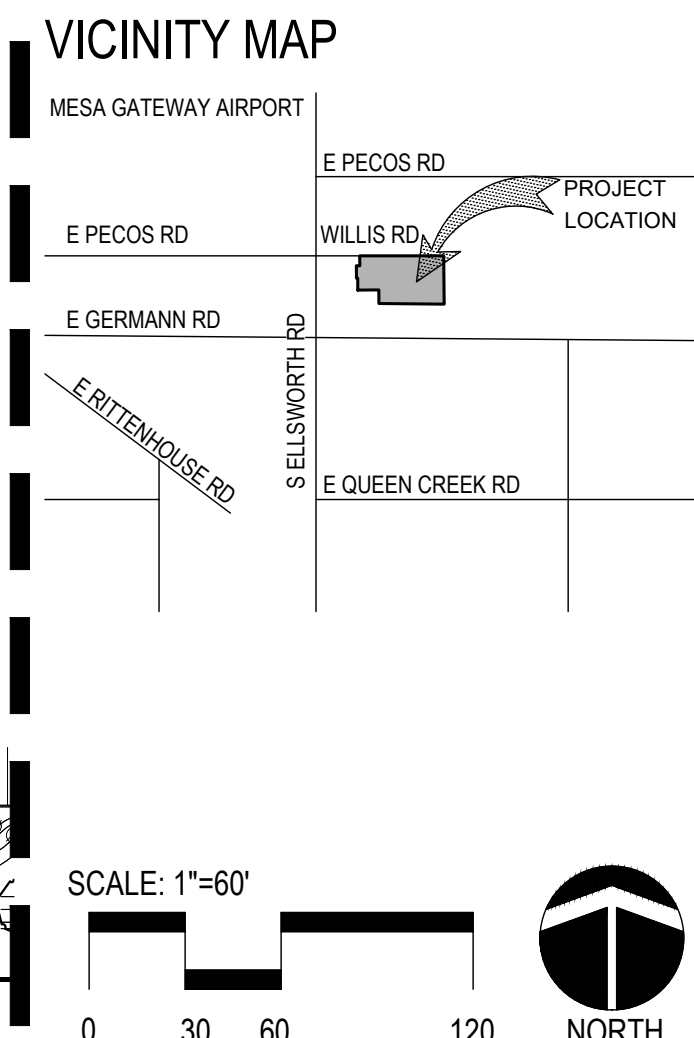 VICINITY MAP
MESA GATEWAY AIRPORT
E PECOS RD
PROJECT
LOCATION
E PECOS RD
WILLIS RD
E GERMANN RD
S ELLSWORTH RD
E RITTENHOUSE RD
E QUEEN CREEK RD
SCALE: 1"=60'
0 30 60 120
NORTH